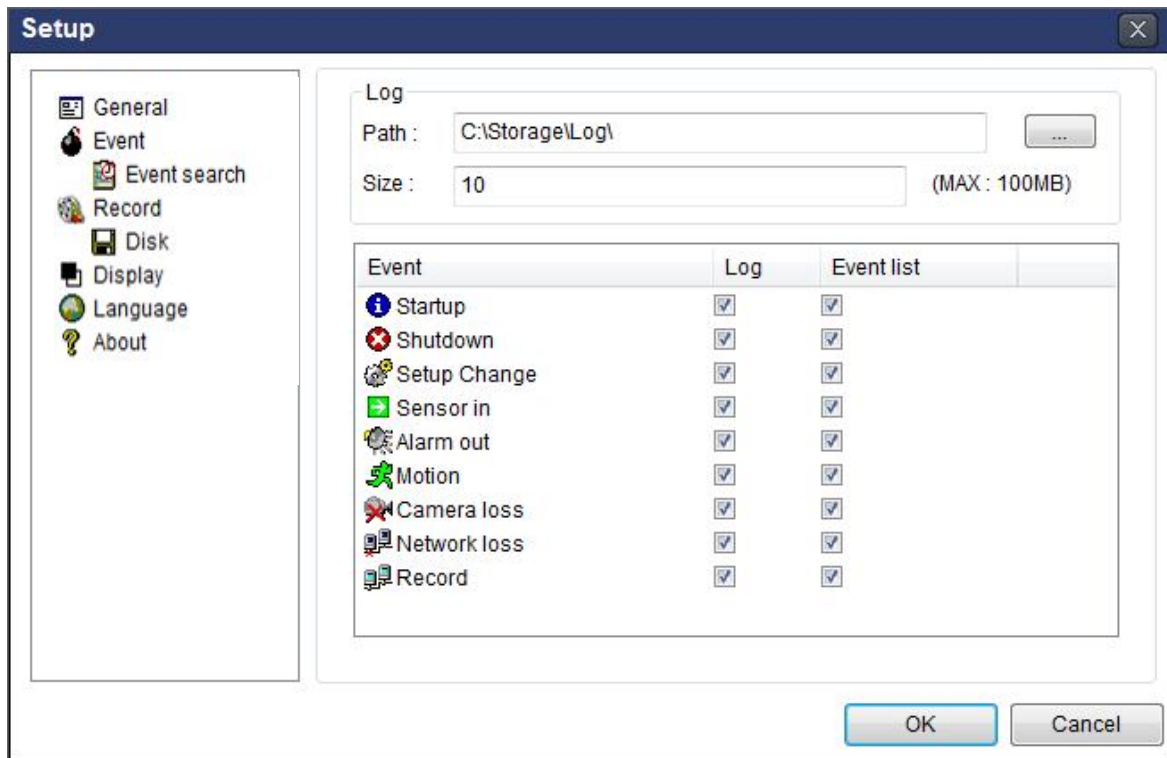 Setup
General
Event
Event search
Record
Disk
Display
Language
About
Log
Path : C:\Storage\Log\ ...
Size : 10 (MAX : 100MB)
Event Log Event list
Startup
Shutdown
Setup Change
Sensor in
Alarm out
Motion
Camera loss
Network loss
Record
OK Cancel